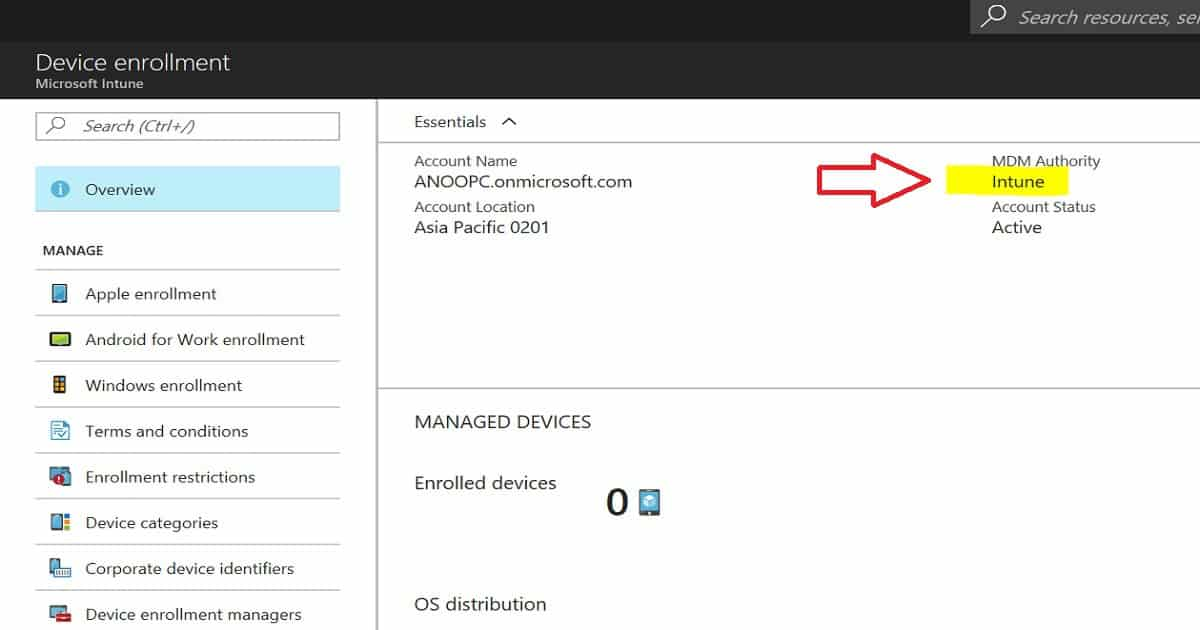 Search resources, se
Device enrollment
Microsoft Intune
Search (Ctrl+/)
Overview
MANAGE
Apple enrollment
Android for Work enrollment
Windows enrollment
Terms and conditions
Enrollment restrictions
Device categories
Corporate device identifiers
Device enrollment managers
Essentials
Account Name
ANOOPC.onmicrosoft.com
Account Location
Asia Pacific 0201
MDM Authority
Intune
Account Status
Active
MANAGED DEVICES
Enrolled devices
0
OS distribution